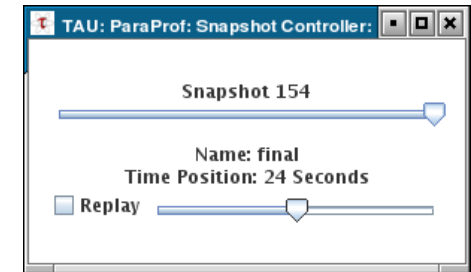 TAU: ParaProf: Snapshot Controller:
Snapshot 154
Name: final
Time Position: 24 Seconds
Replay